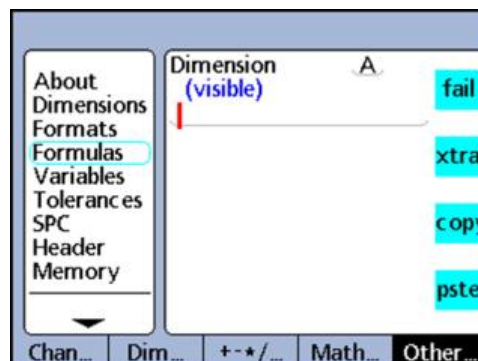 About
Dimensions
Formats
Formulas
Variables
Tolerances
SPC
Header
Memory
Dimension A
(visible)
fail
xtra
copy
pste
Chan... Dim... +-*/... Math... Other...